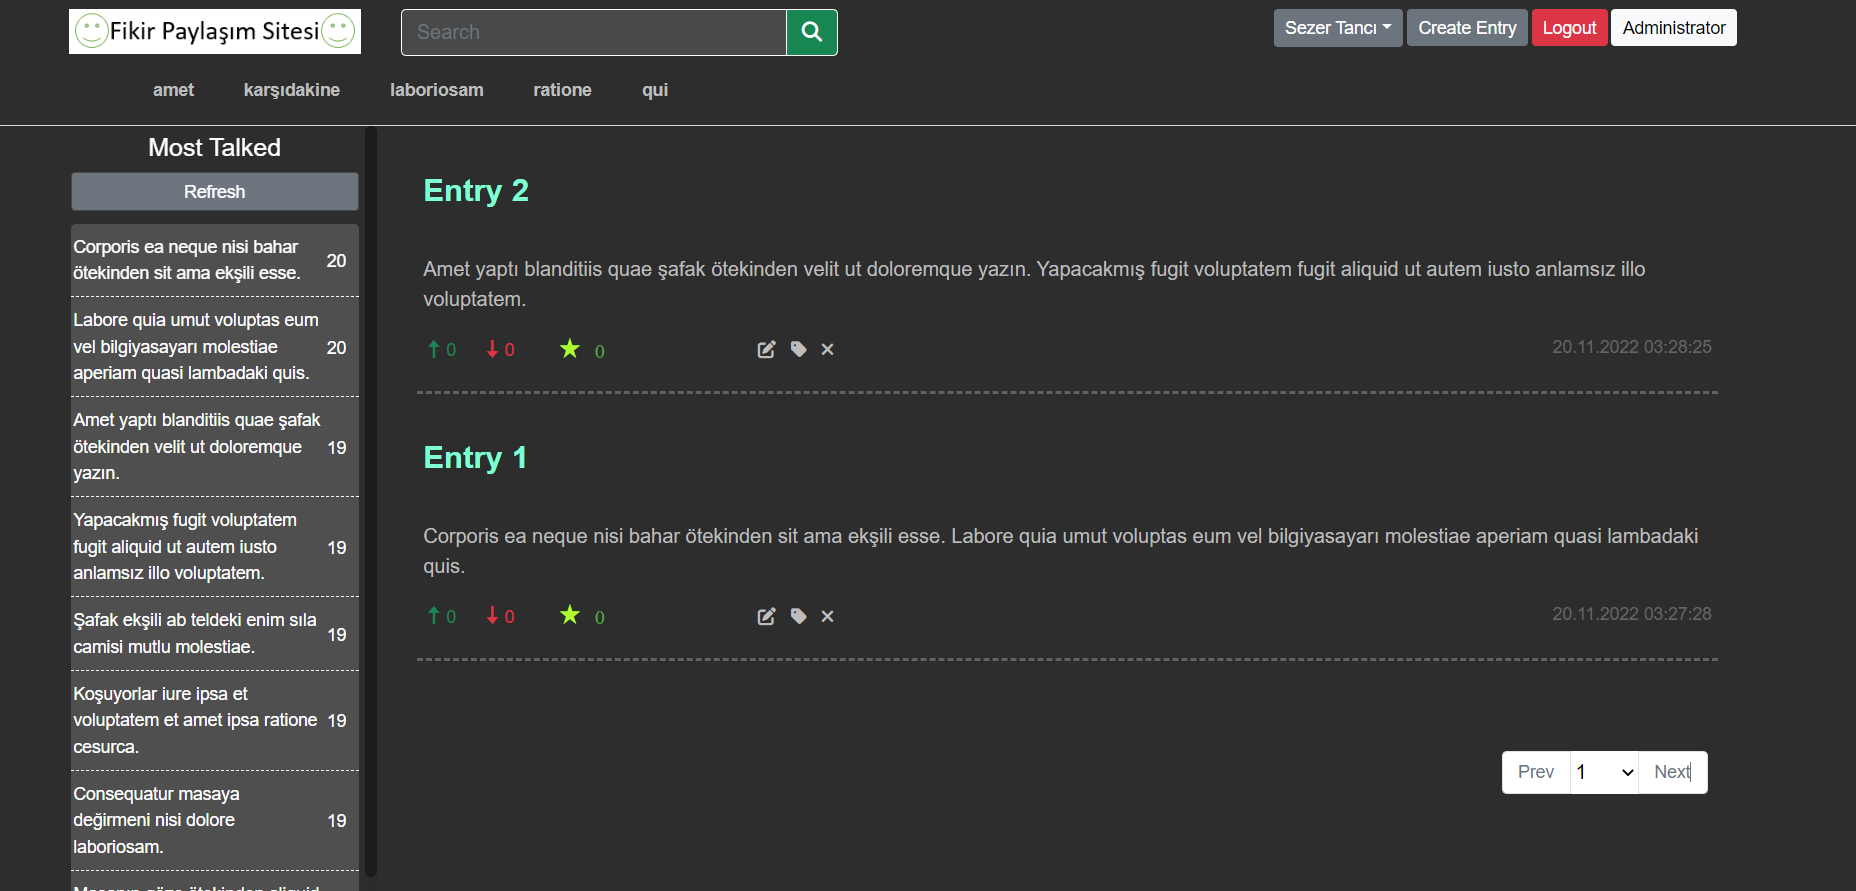 Fikir Paylaşım Sitesi
Search
Sezer Tancı
Create Entry
Logout
Administrator
amet
karşıdakine
laboriosam
ratione
qui
Most Talked
Refresh
Corporis ea neque nisi bahar
ötekinden sit ama ekşili esse.
20
Labore quia umut voluptas eum
vel bilgiyasayarı molestiae
aperiam quasi lambadaki quis.
20
Amet yaptı blanditiis quae şafak
ötekinden velit ut doloremque
yazın.
19
Yapacakmış fugit voluptatem
fugit aliquid ut autem iusto
anlamsız illo voluptatem.
19
Şafak ekşili ab teldeki enim sıla
camisi mutlu molestiae.
19
Koşuyorlar iure ipsa et
voluptatem et amet ipsa ratione
cesurca.
19
Consequatur masaya
değirmeni nisi dolore
laboriosam.
19
Entry 2
Amet yaptı blanditiis quae şafak ötekinden velit ut doloremque yazın. Yapacakmış fugit voluptatem fugit aliquid ut autem iusto anlamsız illo
voluptatem.
0
0
0
20.11.2022 03:28:25
Entry 1
Corporis ea neque nisi bahar ötekinden sit ama ekşili esse. Labore quia umut voluptas eum vel bilgiyasayarı molestiae aperiam quasi lambadaki
quis.
0
0
0
20.11.2022 03:27:28
Prev
1
Next